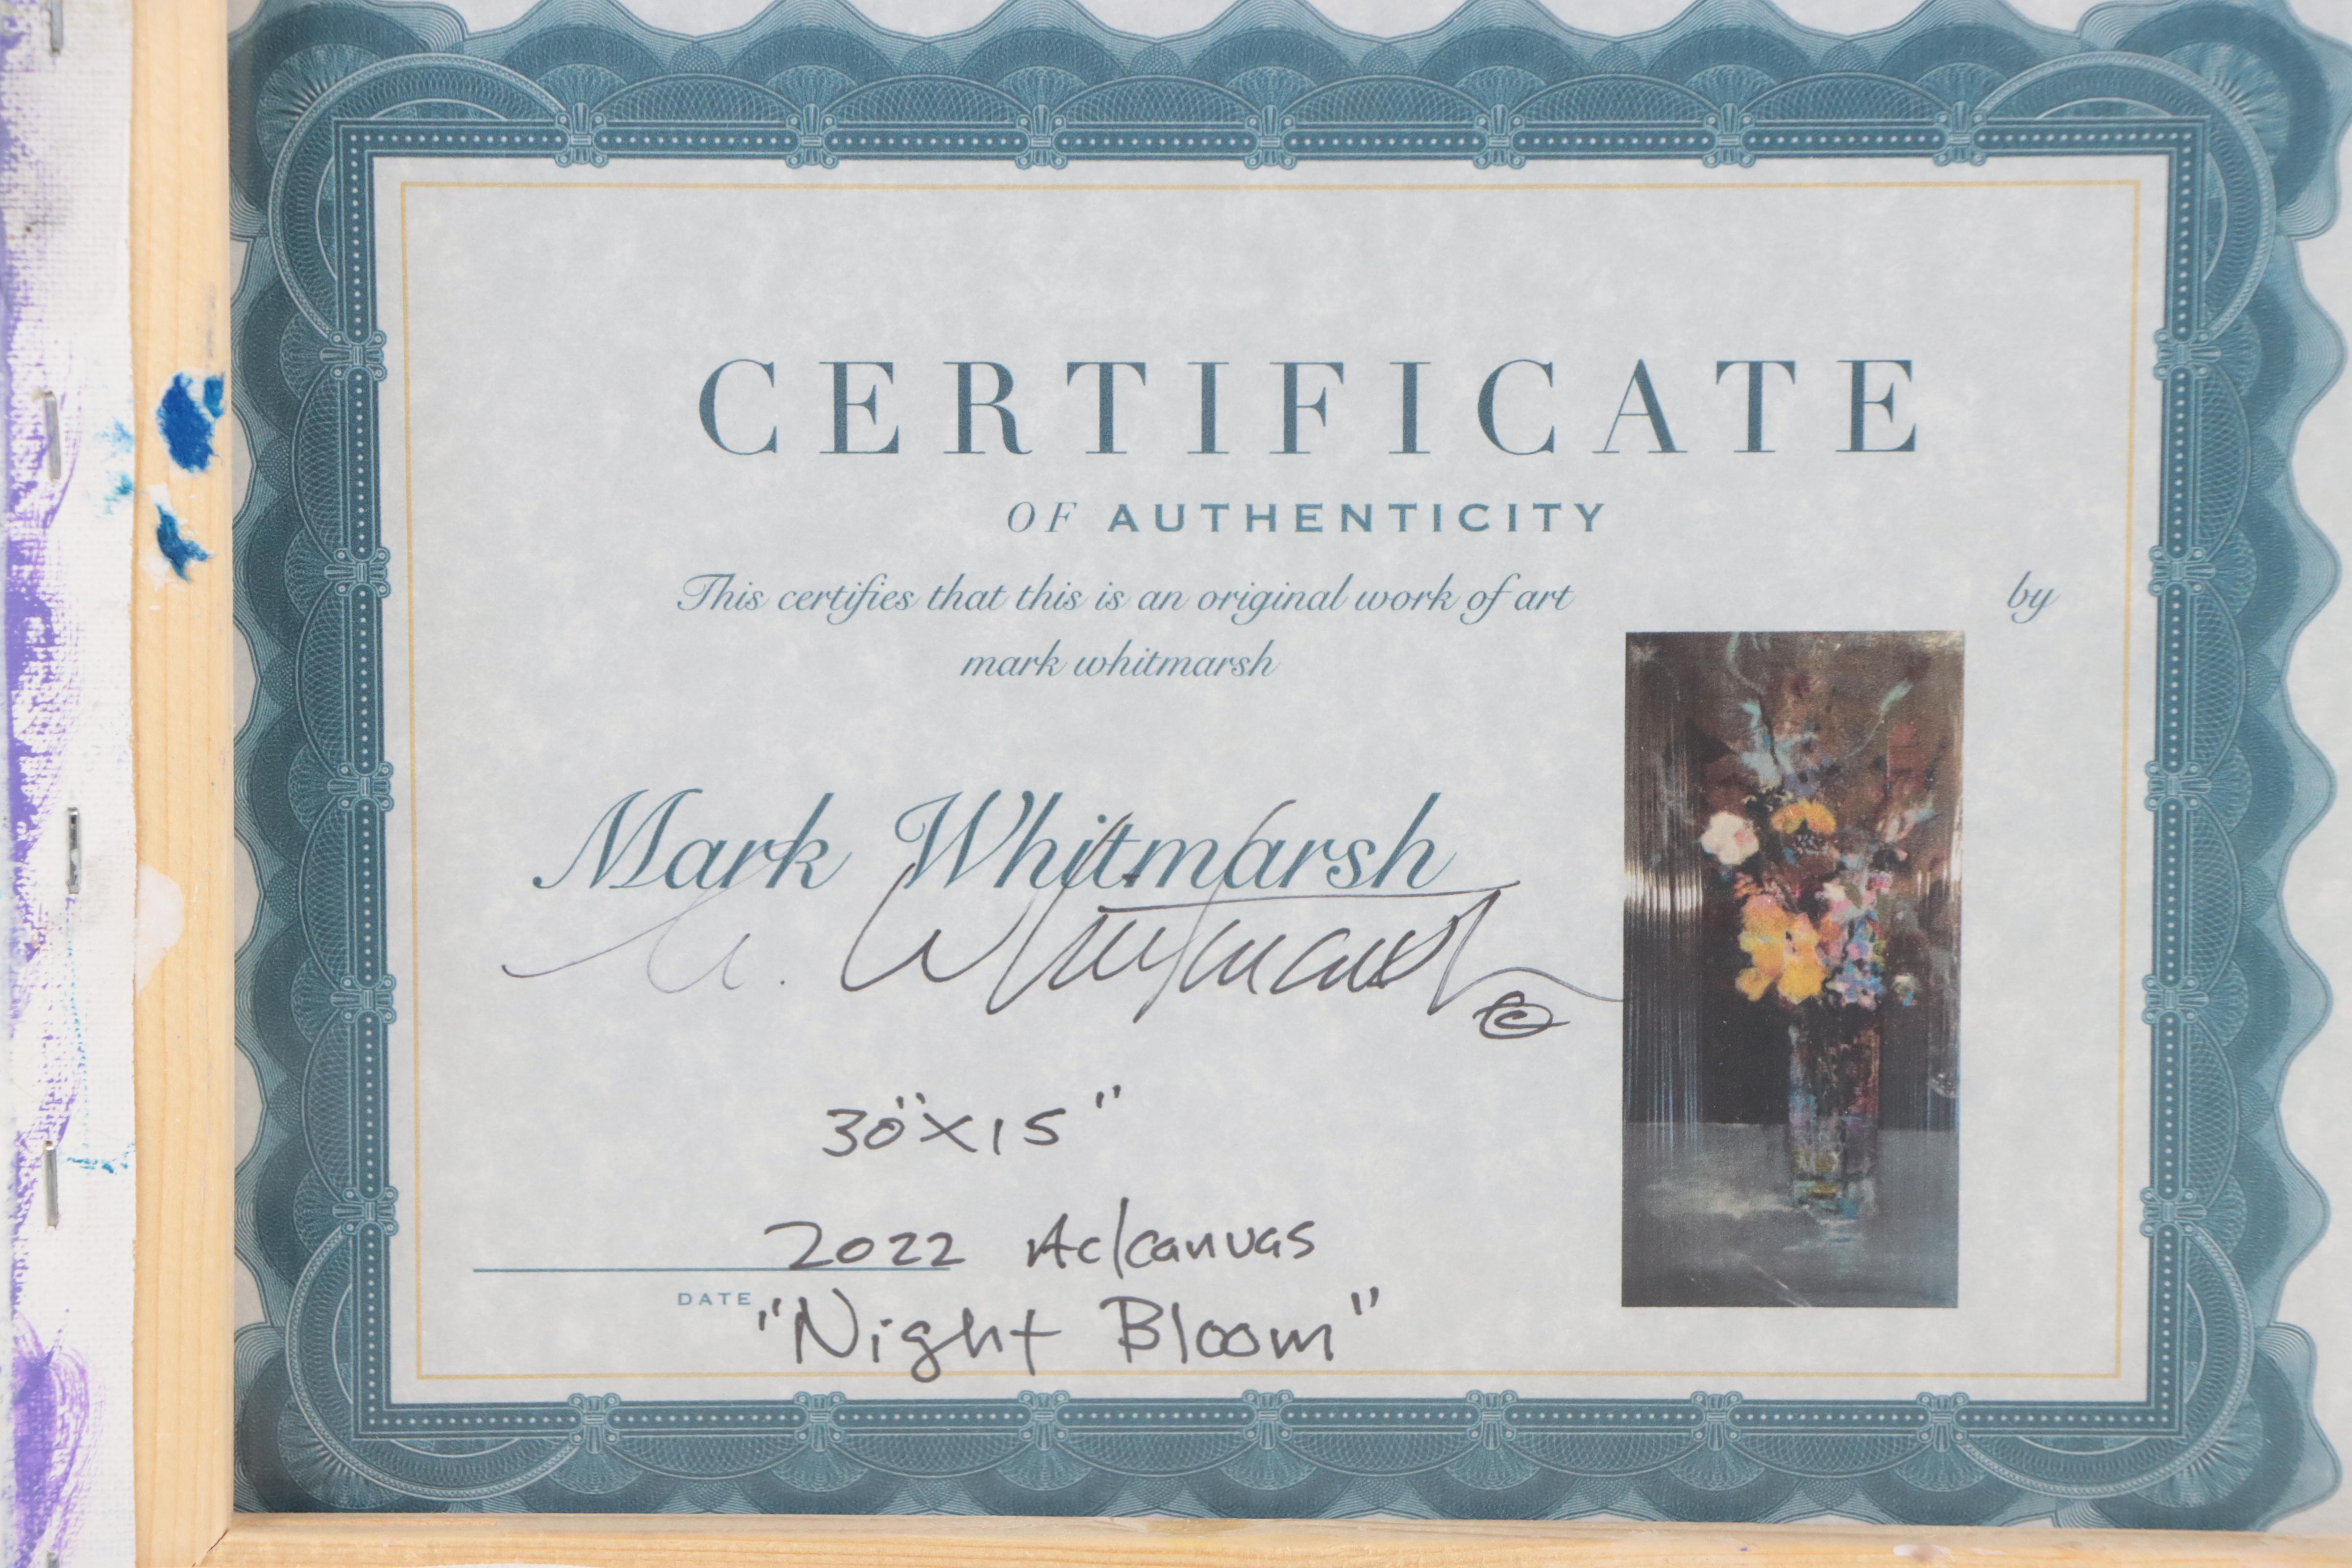 CERTIFICATE
OF AUTHENTICITY
This certifies that this is an original work of art by
mark whitmarsh
Mark Whitmarsh
M. Whitmarsh ©
30"X15"
2022 Ac/canvas
DATE
"Night Bloom"